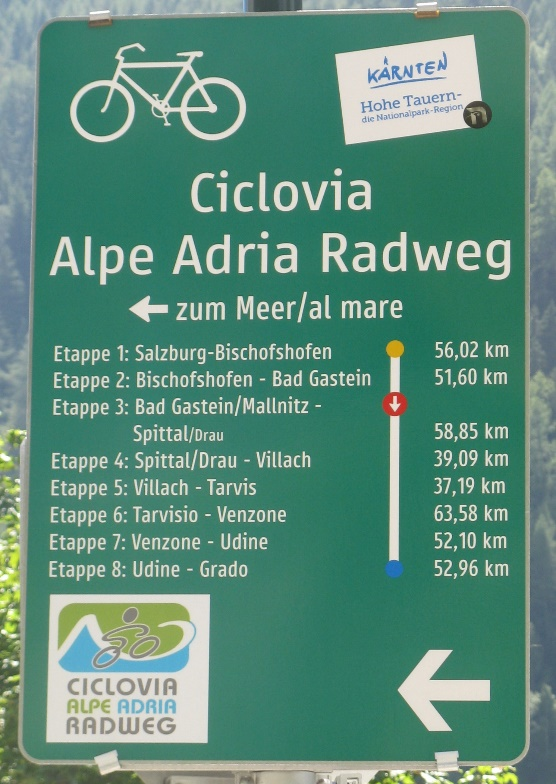 KÄRNTEN
Hohe Tauern-
die Nationalpark-Region
Ciclovia
Alpe Adria Radweg
← zum Meer/al mare
Etappe 1: Salzburg-Bischofshofen 56,02 km
Etappe 2: Bischofshofen - Bad Gastein 51,60 km
Etappe 3: Bad Gastein/Mallnitz -
Spittal/Drau 58,85 km
Etappe 4: Spittal/Drau - Villach 39,09 km
Etappe 5: Villach - Tarvis 37,19 km
Etappe 6: Tarvisio - Venzone 63,58 km
Etappe 7: Venzone - Udine 52,10 km
Etappe 8: Udine - Grado 52,96 km
CICLOVIA
ALPE ADRIA
RADWEG